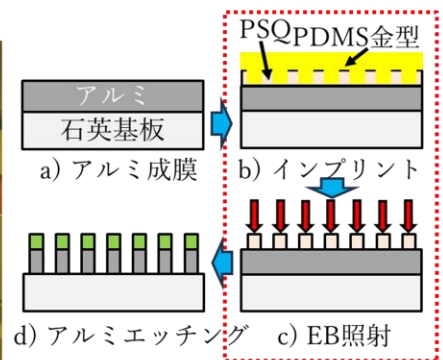 PSQ PDMS金型
アルミ
石英基板
a) アルミ成膜
b) インプリント
d) アルミエッチング
c) EB照射